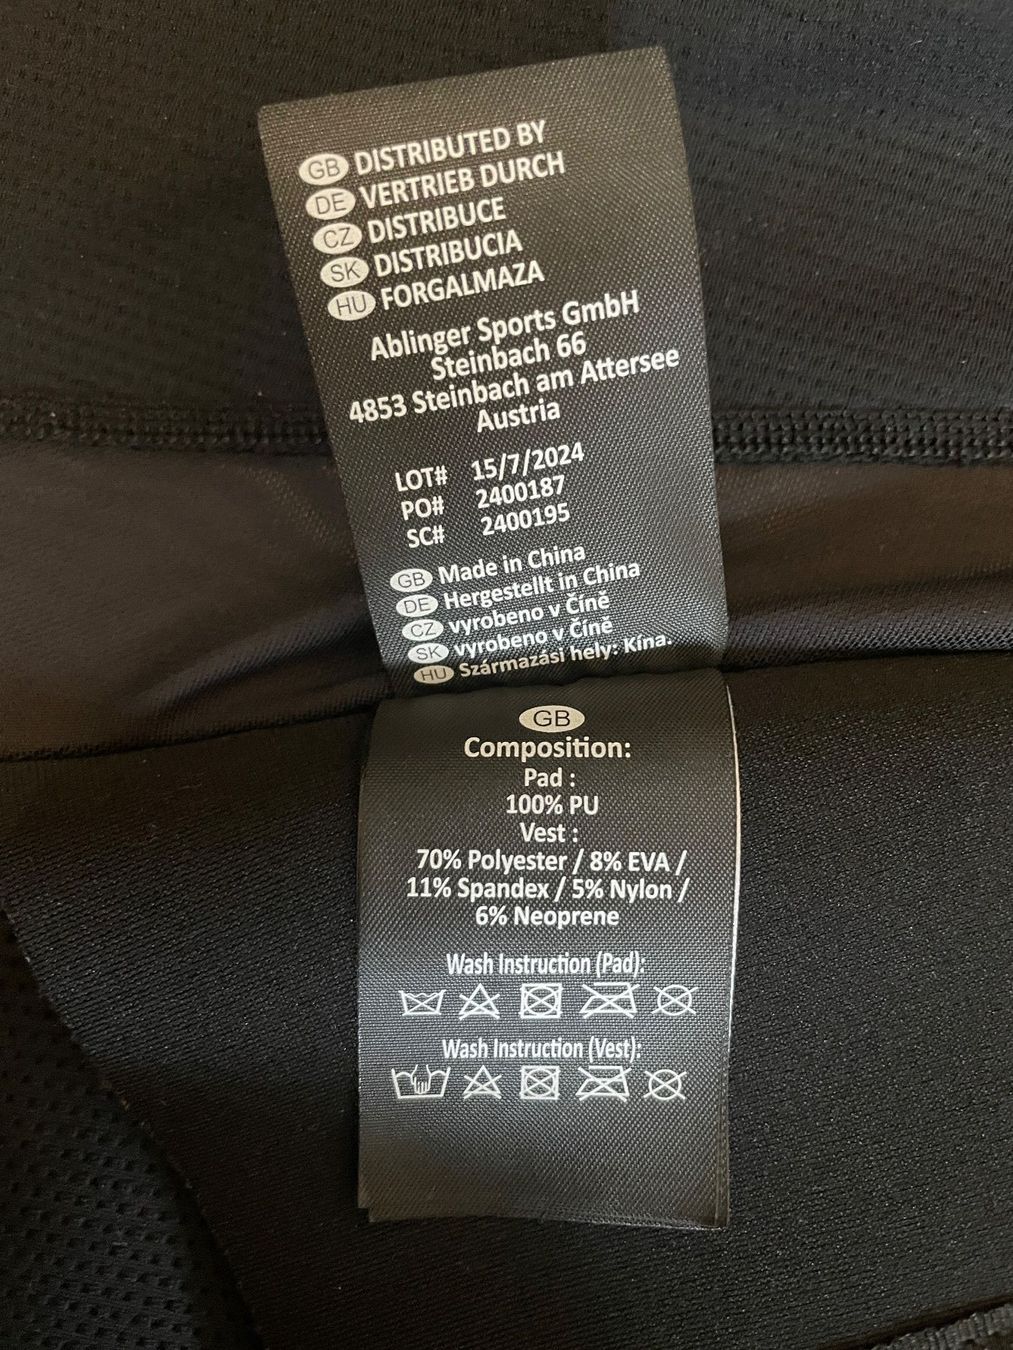 GB DISTRIBUTED BY
DE VERTRIEB DURCH
CZ DISTRIBUCE
SK DISTRIBUCIA
HU FORGALMAZA
Ablinger Sports GmbH
Steinbach 66
4853 Steinbach am Attersee
Austria
LOT# 15/7/2024
PO# 2400187
SC# 2400195
GB Made in China
DE Hergestellt in China
CZ vyrobeno v Číně
SK vyrobeno v Číně
HU Származási hely: Kína.
GB
Composition:
Pad :
100% PU
Vest :
70% Polyester / 8% EVA /
11% Spandex / 5% Nylon /
6% Neoprene
Wash Instruction (Pad):
Wash Instruction (Vest):